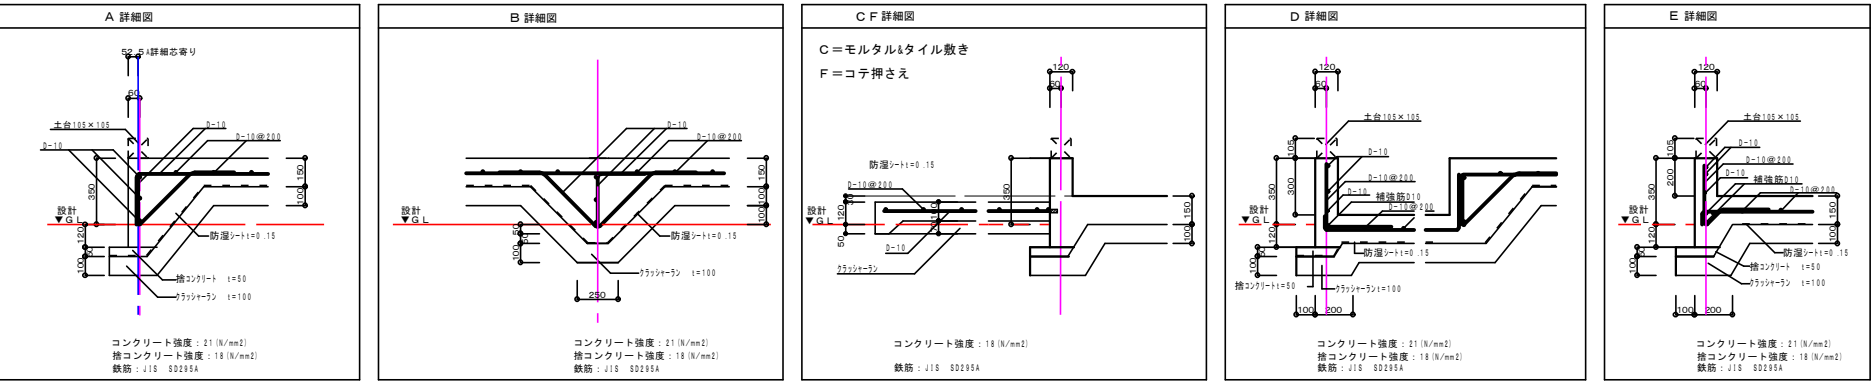 A 詳細図
52.5A詳細芯寄り
60
土台105×105
D-10
D-10
D-10@200
350
150
100
設計
▼GL
120
50
100
防湿シートt=0.15
捨コンクリート t=50
クラッシャーラン t=100
コンクリート強度：21(N/mm2)
捨コンクリート強度：18(N/mm2)
鉄筋：JIS SD295A
B 詳細図
D-10
D-10@200
150
100
100
設計
▼GL
50
50
100
防湿シートt=0.15
クラッシャーラン t=100
250
コンクリート強度：21(N/mm2)
捨コンクリート強度：18(N/mm2)
鉄筋：JIS SD295A
CF詳細図
C＝モルタル&タイル敷き
F＝コテ押さえ
120
60
防湿シートt=0.15
D-10@200
350
設計
▼GL
120
50
150
100
D-10
クラッシャーラン
コンクリート強度：18(N/mm2)
鉄筋：JIS SD295A
D 詳細図
120
60
土台105×105
105
D-10
D-10@200
D-10
補強筋D10
D-10@200
350
300
設計
▼GL
120
100
防湿シートt=0.15
捨コンクリートt=50
クラッシャーランt=100
100
200
コンクリート強度：21(N/mm2)
捨コンクリート強度：18(N/mm2)
鉄筋：JIS SD295A
E 詳細図
120
60
土台105×105
105
D-10
D-10@200
D-10
補強筋D10
D-10@200
350
200
150
100
設計
▼GL
120
50
100
防湿シートt=0.15
捨コンクリート t=50
クラッシャーラン t=100
100
200
コンクリート強度：21(N/mm2)
捨コンクリート強度：18(N/mm2)
鉄筋：JIS SD295A